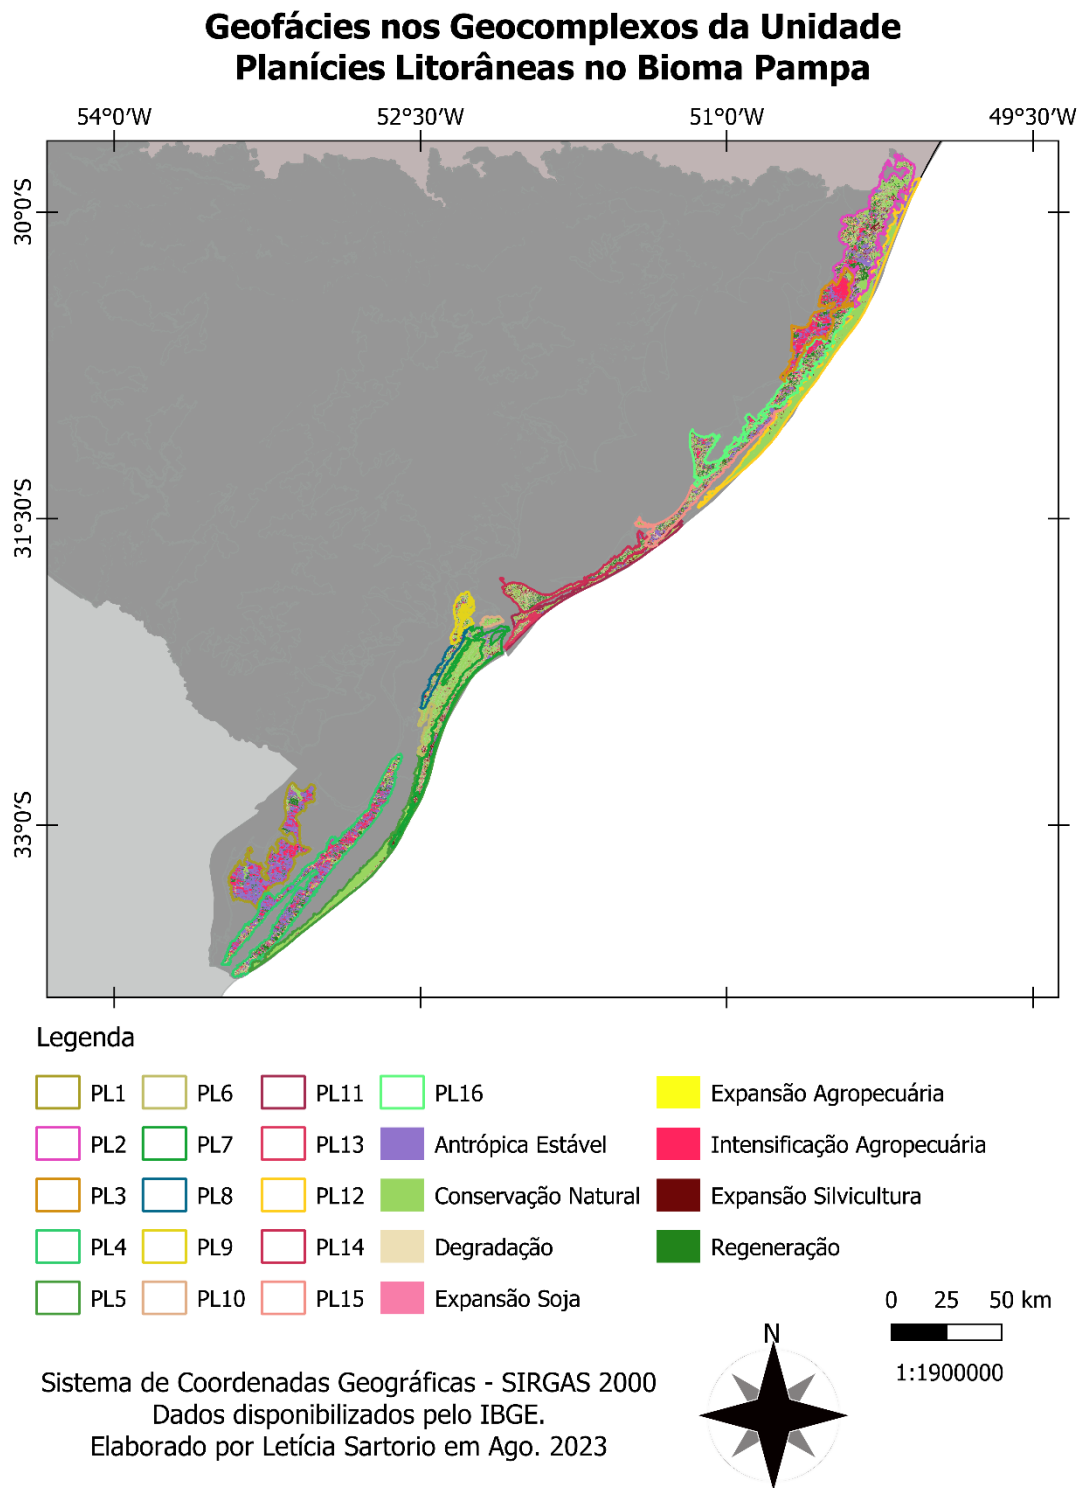 Geofácies nos Geocomplexos da Unidade
Planícies Litorâneas no Bioma Pampa
54°0′W 52°30′W 51°0′W 49°30′W
30°0′S
31°30′S
33°0′S
Legenda
PL1 PL6 PL11 PL16 Expansão Agropecuária
PL2 PL7 PL13 Antrópica Estável Intensificação Agropecuária
PL3 PL8 PL12 Conservação Natural Expansão Silvicultura
PL4 PL9 PL14 Degradação Regeneração
PL5 PL10 PL15 Expansão Soja
0 25 50 km
1:1900000
N
Sistema de Coordenadas Geográficas - SIRGAS 2000
Dados disponibilizados pelo IBGE.
Elaborado por Letícia Sartorio em Ago. 2023